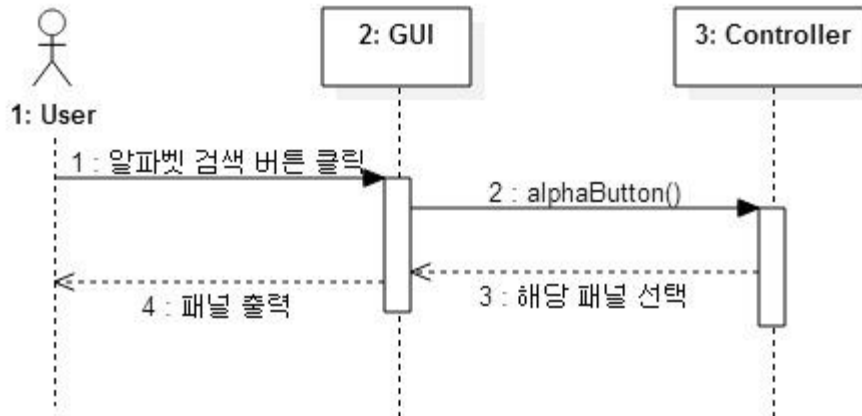 2: GUI
3: Controller
1: User
1 : 알파벳 검색 버튼 클릭
2 : alphaButton()
3 : 해당 패널 선택
4 : 패널 출력